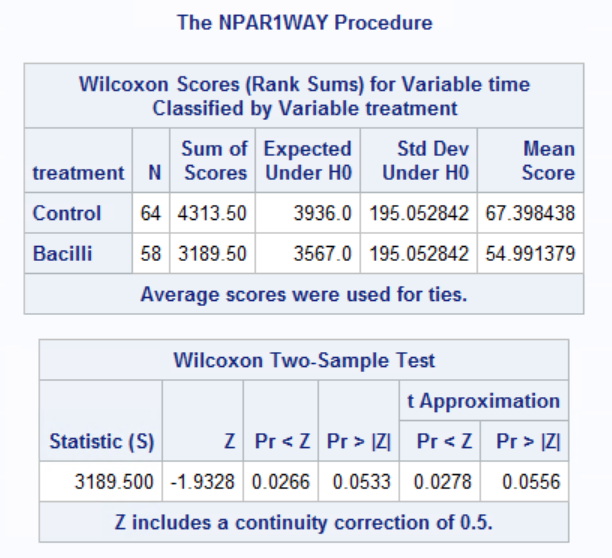 The NPAR1WAY Procedure
Wilcoxon Scores (Rank Sums) for Variable time
Classified by Variable treatment
treatment N Sum of Scores Expected Under H0 Std Dev Under H0 Mean Score
Control 64 4313.50 3936.0 195.052842 67.398438
Bacilli 58 3189.50 3567.0 195.052842 54.991379
Average scores were used for ties.
Wilcoxon Two-Sample Test
t Approximation
Statistic (S) Z Pr < Z Pr > |Z| Pr < Z Pr > |Z|
3189.500 -1.9328 0.0266 0.0533 0.0278 0.0556
Z includes a continuity correction of 0.5.